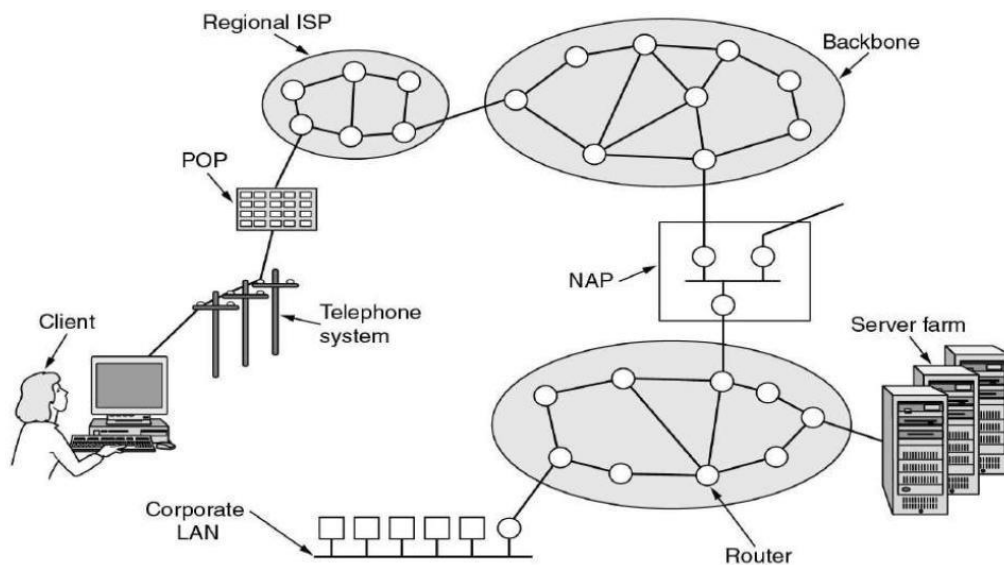 Regional ISP
Backbone
POP
NAP
Telephone
system
Client
Server farm
Corporate
LAN
Router